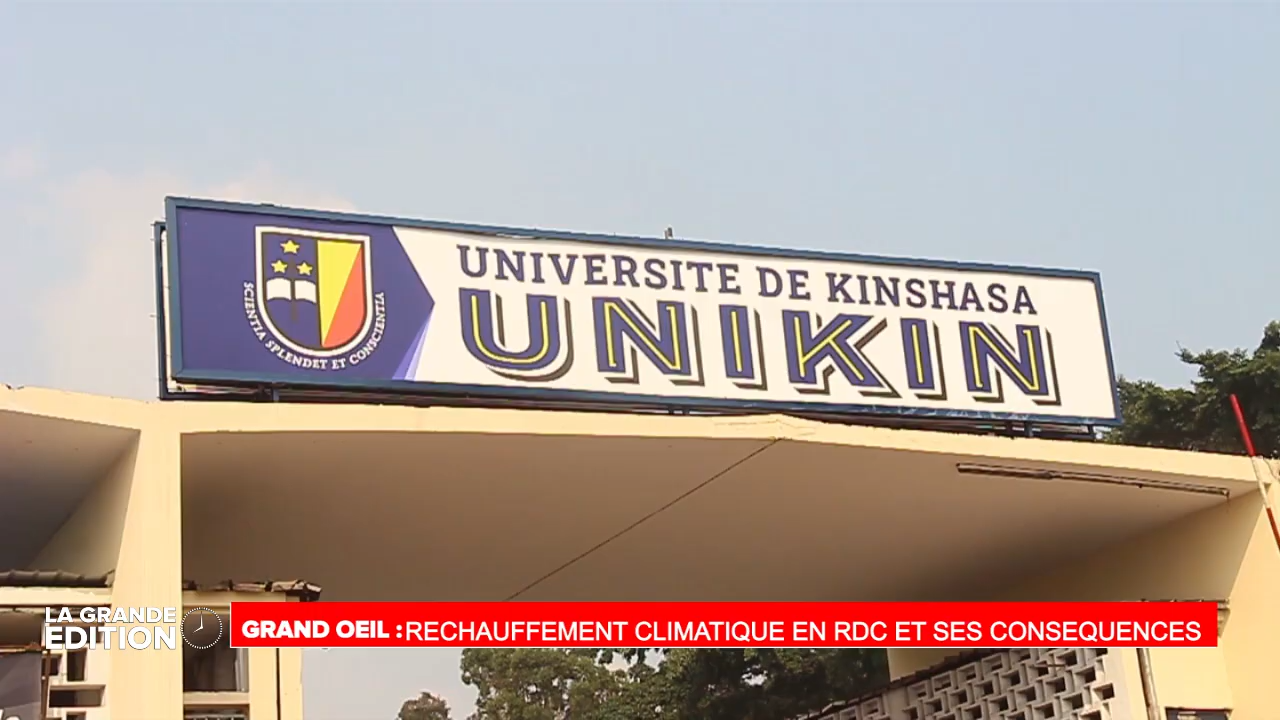 UNIVERSITE DE KINSHASA
UNIKIN
SCIENTIA SPLENDET ET CONSCIENTIA
LA GRANDE
EDITION
GRAND OEIL : RECHAUFFEMENT CLIMATIQUE EN RDC ET SES CONSEQUENCES